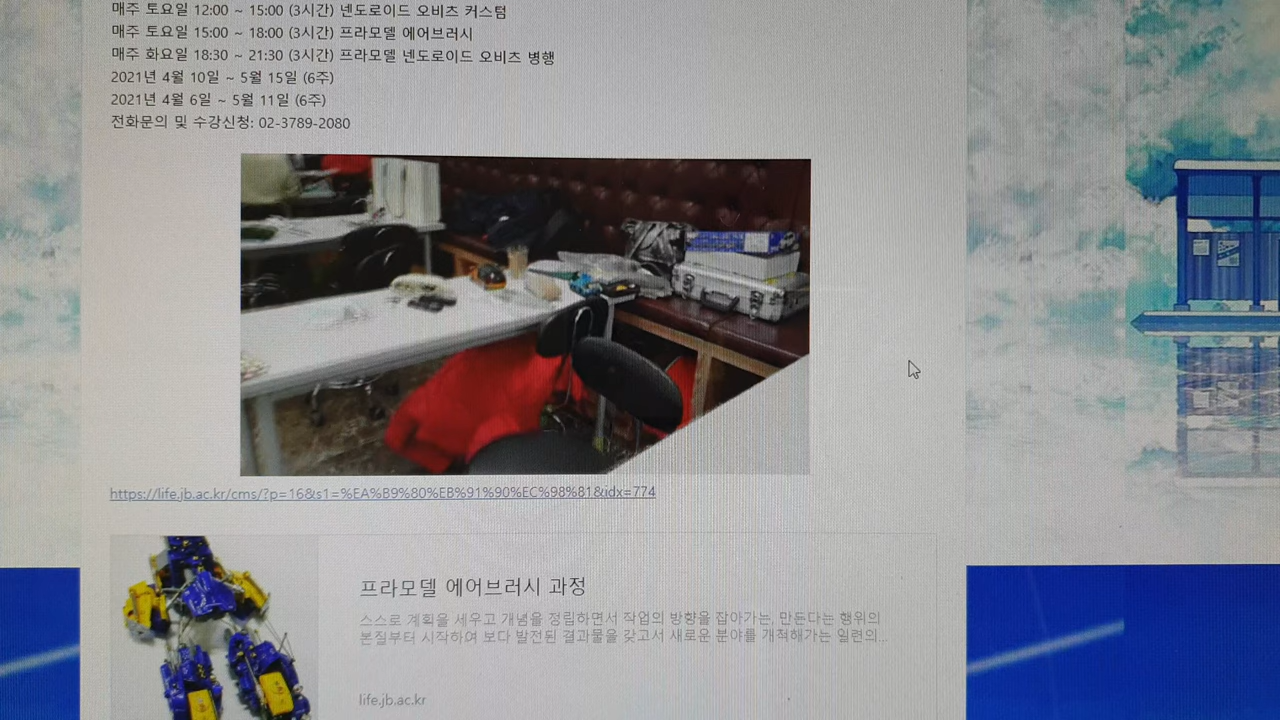 매주 토요일 12:00 ~ 15:00 (3시간) 넨도로이드 오비츠 커스텀
매주 토요일 15:00 ~ 18:00 (3시간) 프라모델 에어브러시
매주 화요일 18:30 ~ 21:30 (3시간) 프라모델 넨도로이드 오비츠 병행
2021년 4월 10일 ~ 5월 15일 (6주)
2021년 4월 6일 ~ 5월 11일 (6주)
전화문의 및 수강신청: 02-3789-2080
https://life.jb.ac.kr/cms/?p=16&s1=%EA%B9%80%EB%91%90%EC%98%81&idx=774
프라모델 에어브러시 과정
스스로 계획을 세우고 개념을 정립하면서 작업의 방향을 잡아가는, 만든다는 행위의
본질부터 시작하여 보다 발전된 결과물을 갖고서 새로운 분야를 개척해가는 일련의...
life.jb.ac.kr